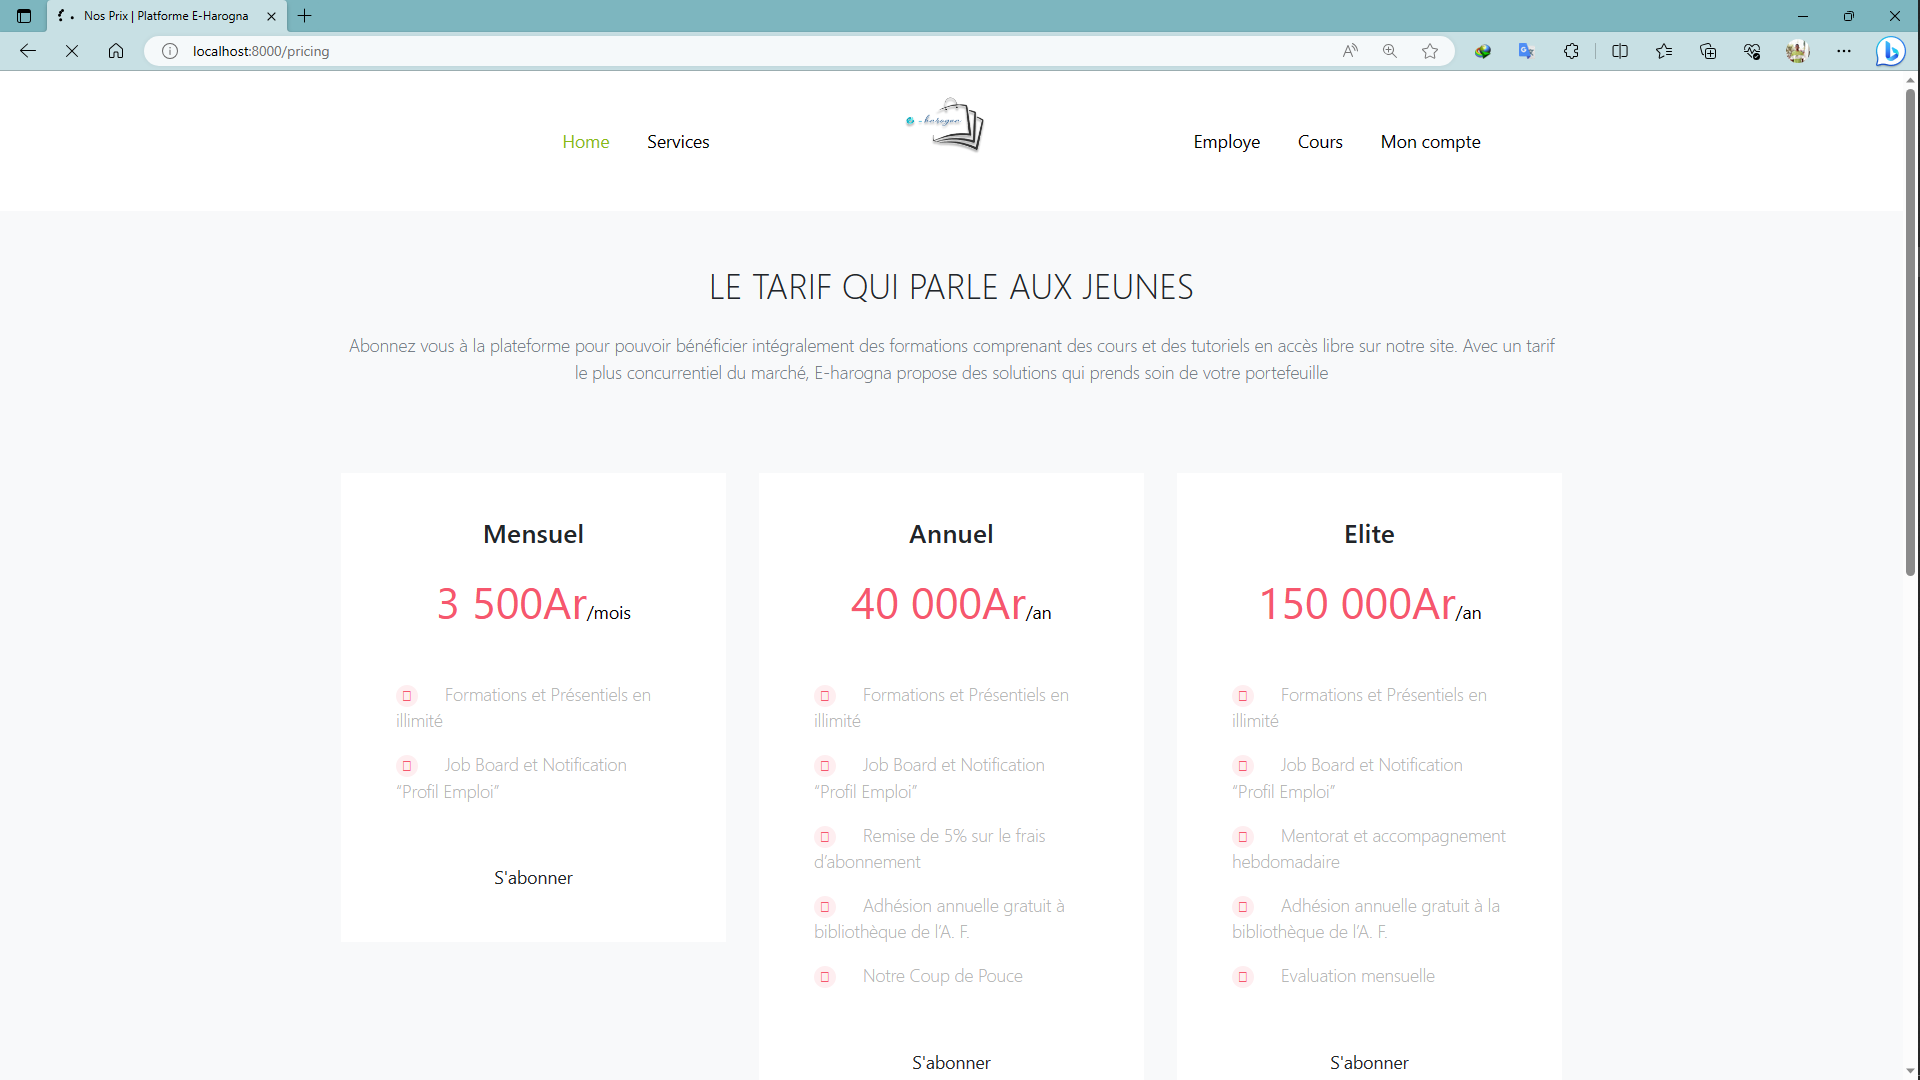 Nos Prix | Platforme E-Harogna
localhost:8000/pricing
Home
Services
e - harogna
Employe
Cours
Mon compte
LE TARIF QUI PARLE AUX JEUNES
Abonnez vous à la plateforme pour pouvoir bénéficier intégralement des formations comprenant des cours et des tutoriels en accès libre sur notre site. Avec un tarif
le plus concurrentiel du marché, E-harogna propose des solutions qui prends soin de votre portefeuille
Mensuel
3 500Ar/mois
Formations et Présentiels en
illimité
Job Board et Notification
“Profil Emploi”
S'abonner
Annuel
40 000Ar/an
Formations et Présentiels en
illimité
Job Board et Notification
“Profil Emploi”
Remise de 5% sur le frais
d’abonnement
Adhésion annuelle gratuit à
bibliothèque de l’A. F.
Notre Coup de Pouce
S'abonner
Elite
150 000Ar/an
Formations et Présentiels en
illimité
Job Board et Notification
“Profil Emploi”
Mentorat et accompagnement
hebdomadaire
Adhésion annuelle gratuit à la
bibliothèque de l’A. F.
Evaluation mensuelle
S'abonner